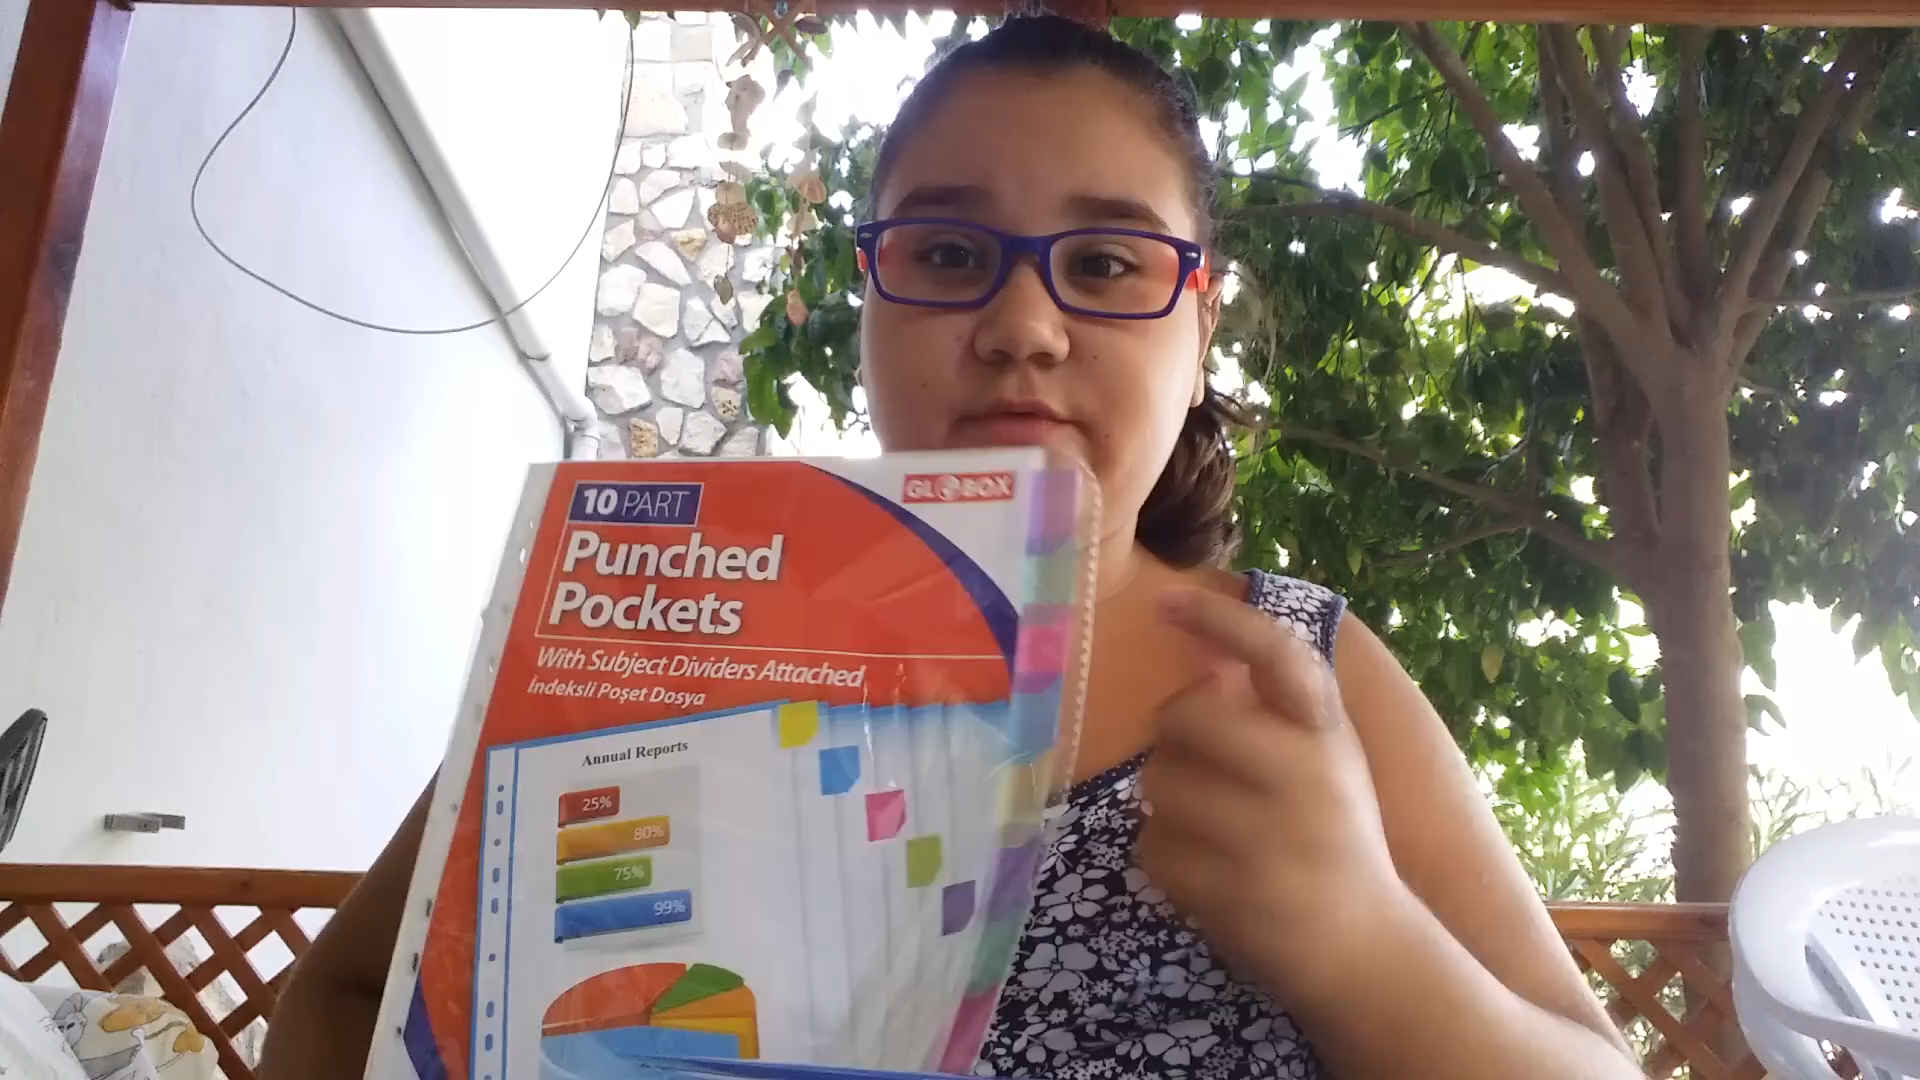 GLOBOX
10 PART
Punched
Pockets
With Subject Dividers Attached
İndeksli Poşet Dosya
Annual Reports
25%
80%
75%
99%